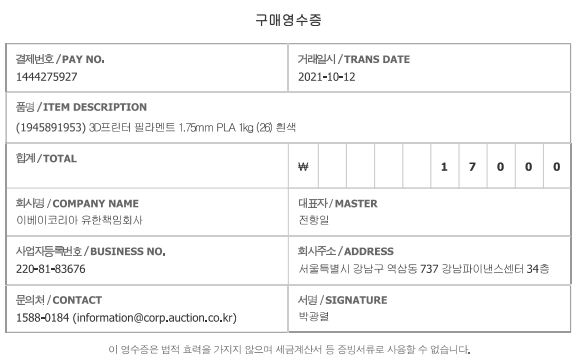 구매영수증
결제번호 / PAY NO.
1444275927
거래일시 / TRANS DATE
2021-10-12
품명 / ITEM DESCRIPTION
(1945891953) 3D프린터 필라멘트 1.75mm PLA 1kg (26) 흰색
합계 / TOTAL
₩ 1 7 0 0 0
회사명 / COMPANY NAME
이베이코리아 유한책임회사
대표자 / MASTER
전항일
사업자등록번호 / BUSINESS NO.
220-81-83676
회사주소 / ADDRESS
서울특별시 강남구 역삼동 737 강남파이낸스센터 34층
문의처 / CONTACT
1588-0184 (information@corp.auction.co.kr)
서명 / SIGNATURE
박광렬
이 영수증은 법적 효력을 가지지 않으며 세금계산서 등 증빙서류로 사용할 수 없습니다.